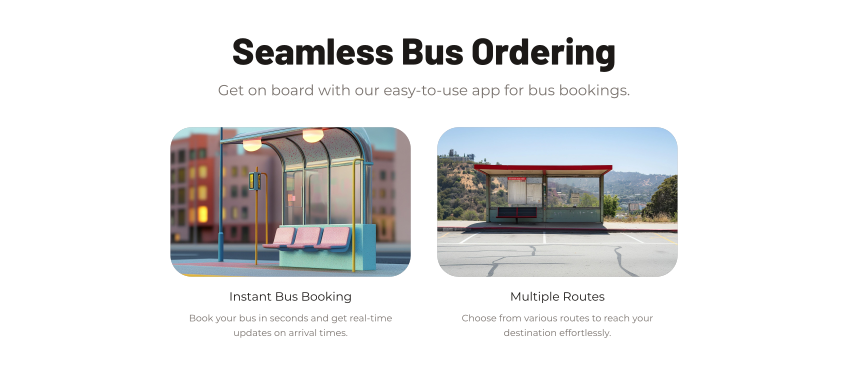 Seamless Bus Ordering
Get on board with our easy-to-use app for bus bookings.
Instant Bus Booking
Book your bus in seconds and get real-time
updates on arrival times.
Multiple Routes
Choose from various routes to reach your
destination effortlessly.